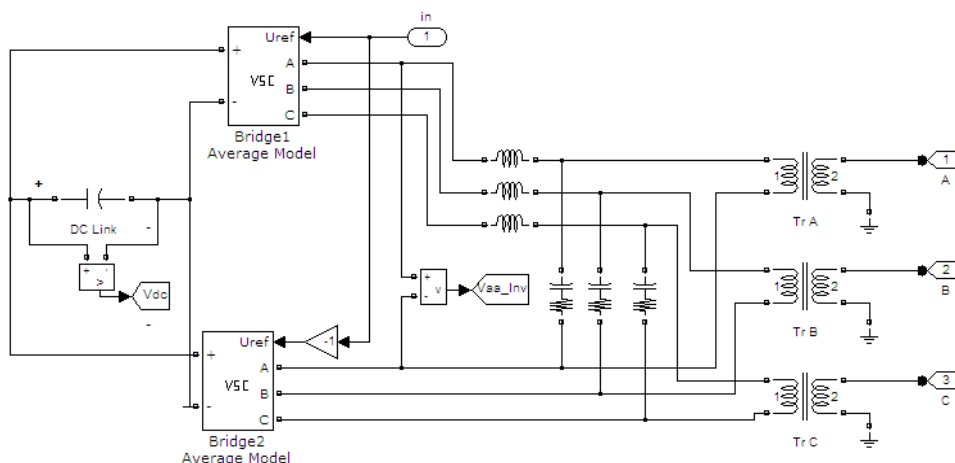 in
1
Uref
+
A
VSC
B
-
C
Bridge1
Average Model
+
DC Link
-
+ -
v
Vdc
-
+
-
v
Vaa_Inv
-1
Uref
+
A
VSC
B
-
C
Bridge2
Average Model
1 2
Tr A
1
A
1 2
Tr B
2
B
1 2
Tr C
3
C